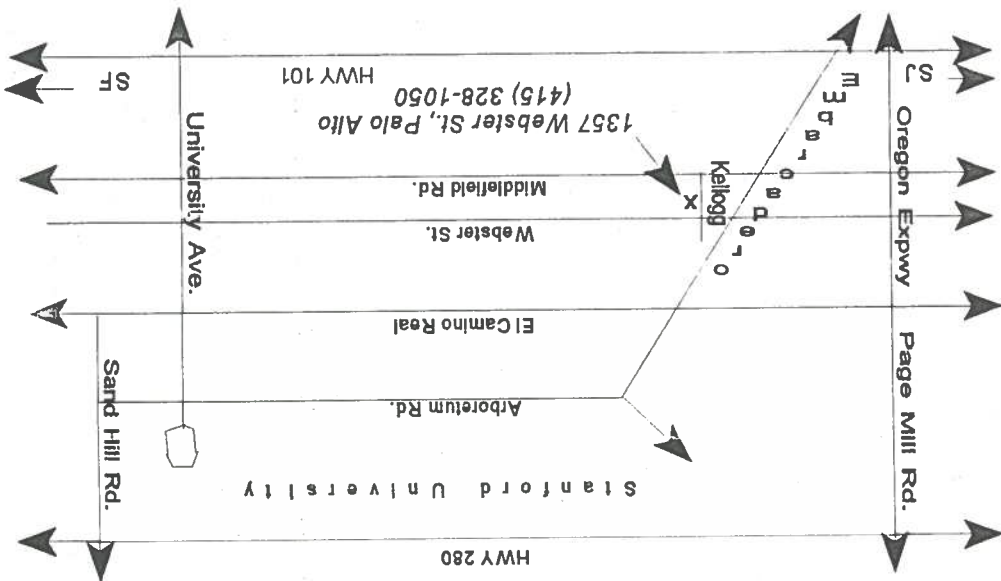 HWY 280
Stanford University
Page Mill Rd.
Sand Hill Rd.
Arboretum Rd.
El Camino Real
Webster St.
Middlefield Rd.
Kellogg
x
Embarcadero
Oregon Expwy
University Ave.
1357 Webster St., Palo Alto
(415) 328-1050
HWY 101
SJ
SF